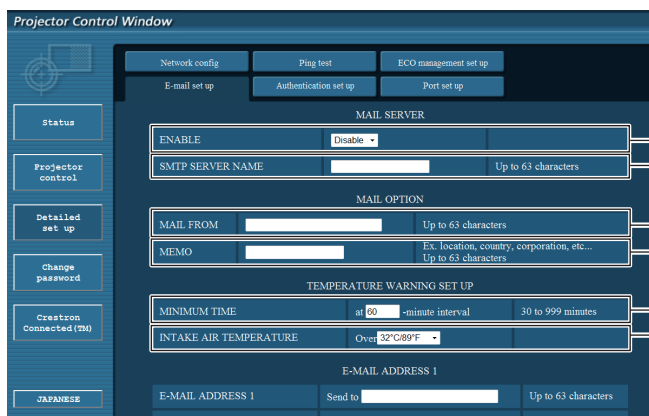 Projector Control Window
Network config Ping test ECO management set up
E-mail set up Authentication set up Port set up
Status
Projector
control
Detailed
set up
Change
password
Crestron
Connected(TM)
JAPANESE
MAIL SERVER
ENABLE Disable
SMTP SERVER NAME Up to 63 characters
MAIL OPTION
MAIL FROM Up to 63 characters
MEMO Ex. location, country, corporation, etc...
Up to 63 characters
TEMPERATURE WARNING SET UP
MINIMUM TIME at 60 -minute interval 30 to 999 minutes
INTAKE AIR TEMPERATURE Over 32°C/89°F
E-MAIL ADDRESS 1
E-MAIL ADDRESS 1 Send to Up to 63 characters